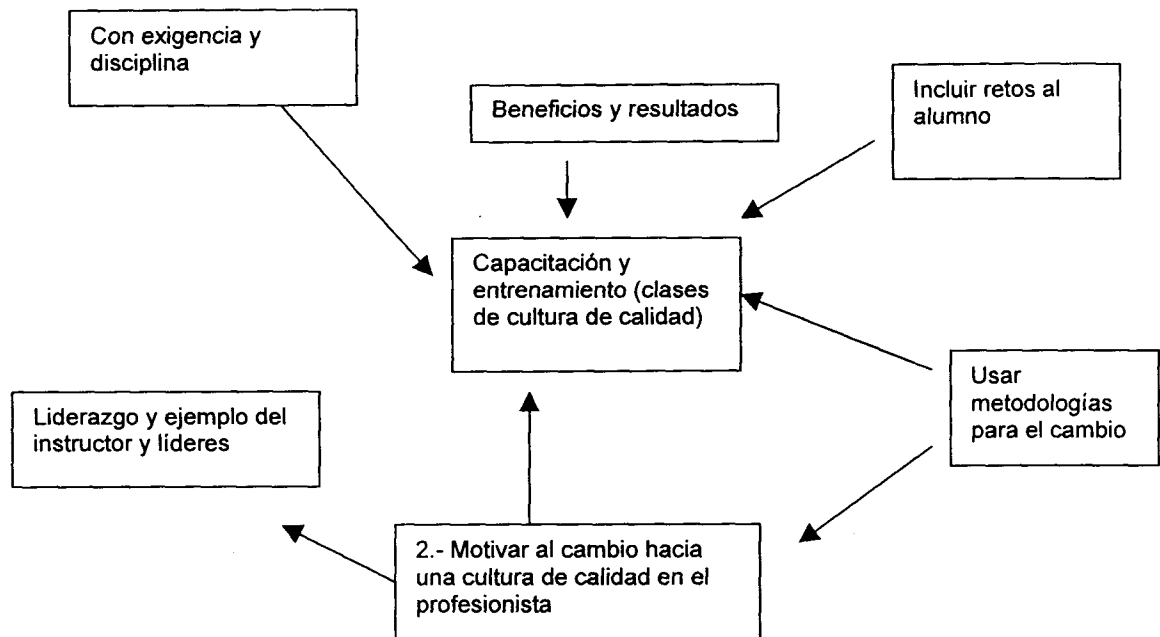 Con exigencia y
disciplina
Beneficios y resultados
Incluir retos al
alumno
Capacitación y
entrenamiento (clases
de cultura de calidad)
Usar
metodologías
para el cambio
Liderazgo y ejemplo del
instructor y líderes
2.- Motivar al cambio hacia
una cultura de calidad en el
profesionista